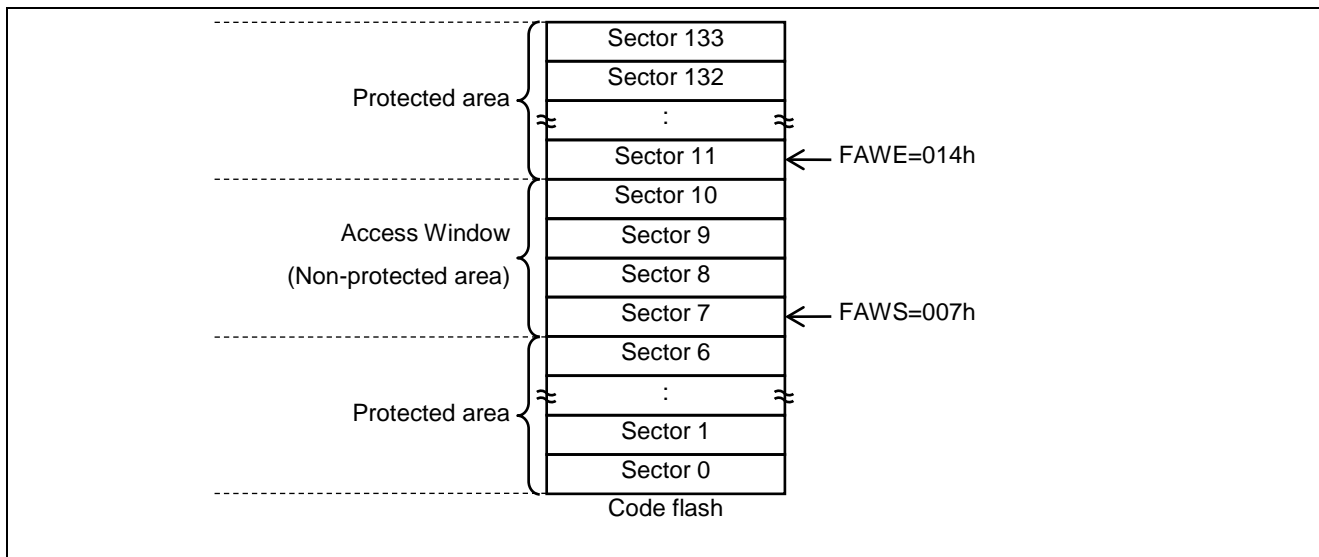 Sector 133
Sector 132
Protected area
:
Sector 11
FAWE=014h
Sector 10
Access Window
Sector 9
(Non-protected area)
Sector 8
Sector 7
FAWS=007h
Sector 6
:
Protected area
Sector 1
Sector 0
Code flash